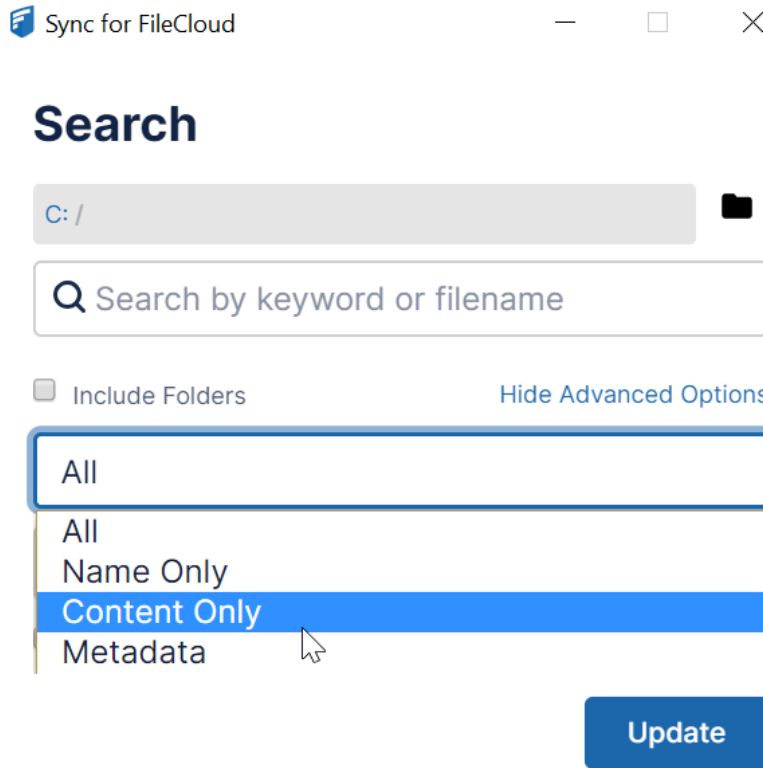 Sync for FileCloud
Search
C: /
Search by keyword or filename
Include Folders
Hide Advanced Options
All
All
Name Only
Content Only
Metadata
Update